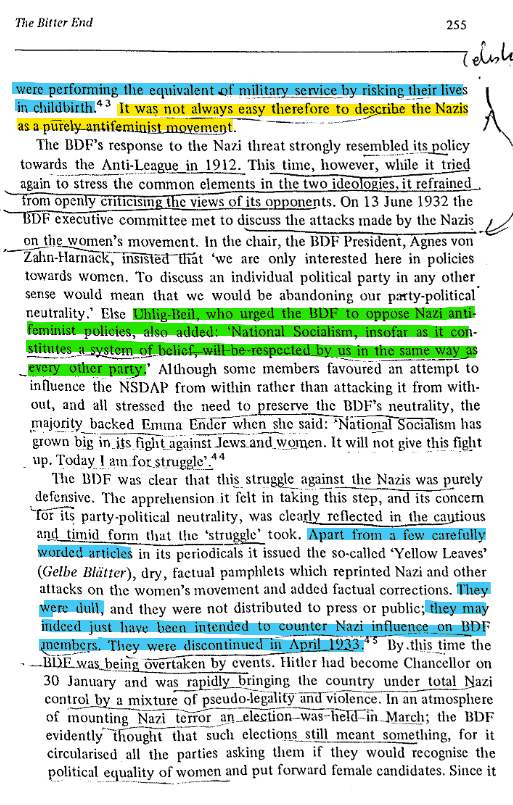 The Bitter End 255
were performing the equivalent of military service by risking their lives
in childbirth.⁴³ It was not always easy therefore to describe the Nazis
as a purely antifeminist movement.
The BDF's response to the Nazi threat strongly resembled its policy
towards the Anti-League in 1912. This time, however, while it tried
again to stress the common elements in the two ideologies, it refrained
from openly criticising the views of its opponents. On 13 June 1932 the
BDF executive committee met to discuss the attacks made by the Nazis
on the women's movement. In the chair, the BDF President, Agnes von
Zahn-Harnack, insisted that 'we are only interested here in policies
towards women. To discuss an individual political party in any other
sense would mean that we would be abandoning our party-political
neutrality.' Else Uhlig-Beil, who urged the BDF to oppose Nazi anti-
feminist policies, also added: 'National Socialism, insofar as it con-
stitutes a system of belief, will be respected by us in the same way as
every other party.' Although some members favoured an attempt to
influence the NSDAP from within rather than attacking it from with-
out, and all stressed the need to preserve the BDF's neutrality, the
majority backed Emma Ender when she said: 'National Socialism has
grown big in its fight against Jews and women. It will not give this fight
up. Today I am for struggle'.⁴⁴
The BDF was clear that this struggle against the Nazis was purely
defensive. The apprehension it felt in taking this step, and its concern
for its party-political neutrality, was clearly reflected in the cautious
and timid form that the 'struggle' took. Apart from a few carefully
worded articles in its periodicals it issued the so-called 'Yellow Leaves'
(Gelbe Blätter), dry, factual pamphlets which reprinted Nazi and other
attacks on the women's movement and added factual corrections. They
were dull, and they were not distributed to press or public; they may
indeed just have been intended to counter Nazi influence on BDF
members. They were discontinued in April 1933.⁴⁵ By this time the
BDF was being overtaken by events. Hitler had become Chancellor on
30 January and was rapidly bringing the country under total Nazi
control by a mixture of pseudo-legality and violence. In an atmosphere
of mounting Nazi terror an election was held in March; the BDF
evidently thought that such elections still meant something, for it
circularised all the parties asking them if they would recognise the
political equality of women and put forward female candidates. Since it